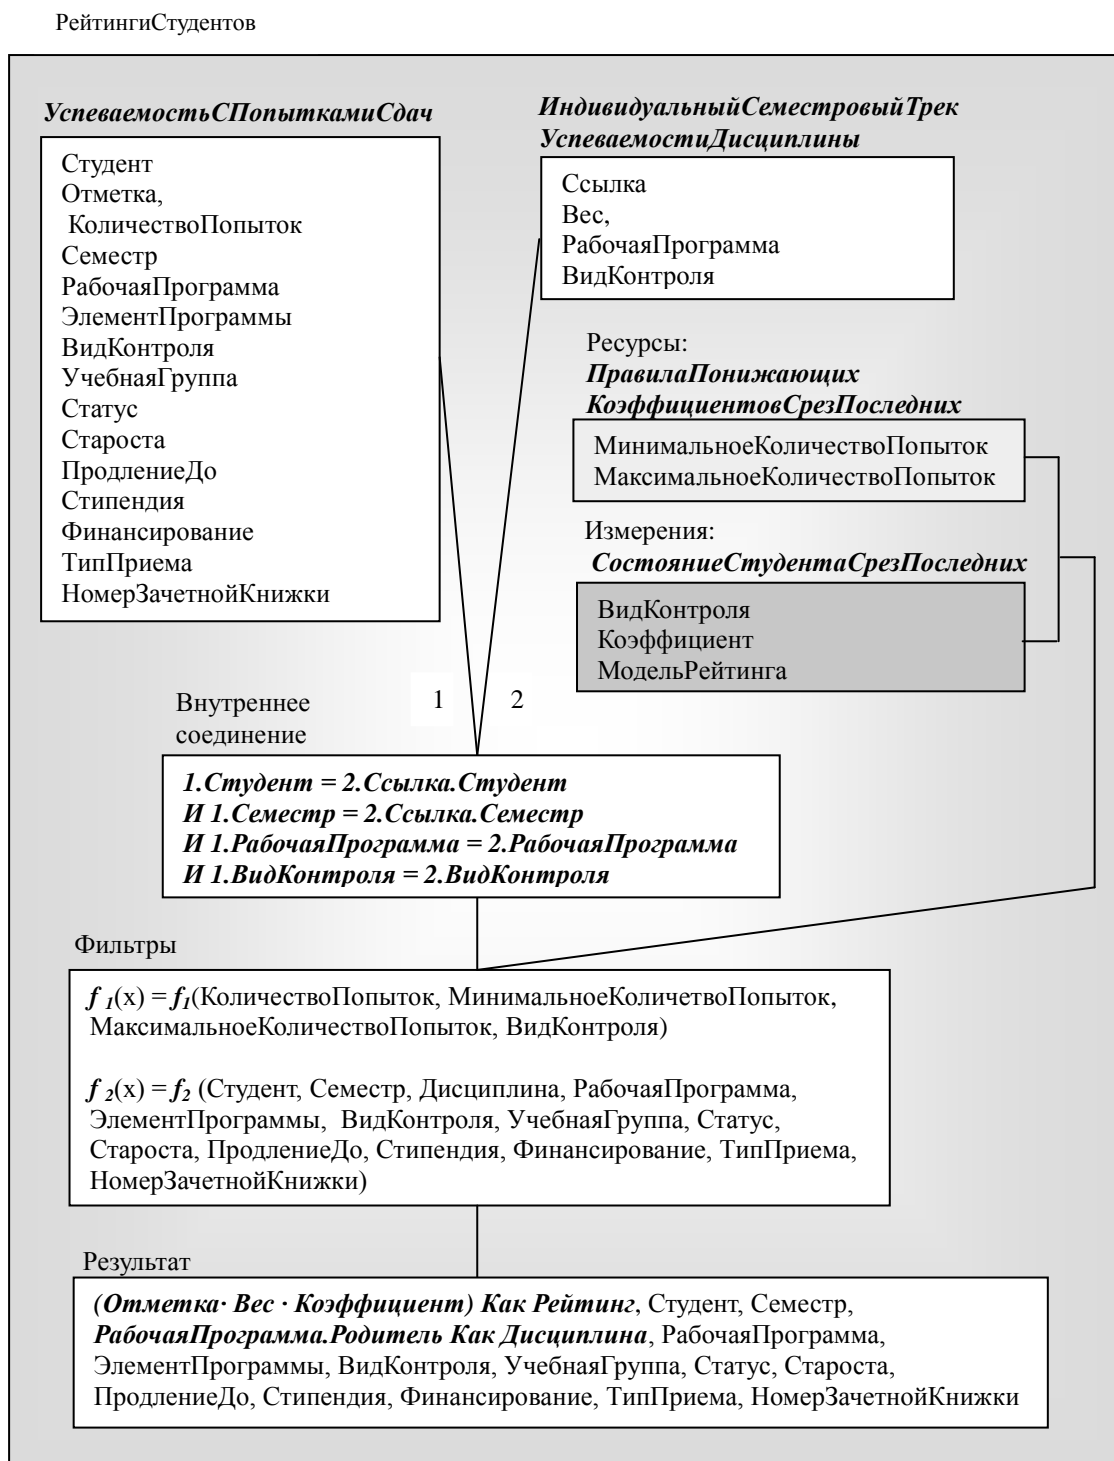 РейтингиСтудентов
УспеваемостьСПопыткамиСдач
Студент
Отметка,
КоличествоПопыток
Семестр
РабочаяПрограмма
ЭлементПрограммы
ВидКонтроля
УчебнаяГруппа
Статус
Староста
ПродлениеДо
Стипендия
Финансирование
ТипПриема
НомерЗачетнойКнижки
ИндивидуальныйСеместровыйТрек
УспеваемостиДисциплины
Ссылка
Вес,
РабочаяПрограмма
ВидКонтроля
Ресурсы:
ПравилаПонижающих
КоэффициентовСрезПоследних
МинимальноеКоличествоПопыток
МаксимальноеКоличествоПопыток
Измерения:
СостояниеСтудентаСрезПоследних
ВидКонтроля
Коэффициент
МодельРейтинга
Внутреннее
соединение
1 2
1.Студент = 2.Ссылка.Студент
И 1.Семестр = 2.Ссылка.Семестр
И 1.РабочаяПрограмма = 2.РабочаяПрограмма
И 1.ВидКонтроля = 2.ВидКонтроля
Фильтры
f 1(x) = f1(КоличествоПопыток, МинимальноеКоличетвоПопыток,
МаксимальноеКоличествоПопыток, ВидКонтроля)
f 2(x) = f2 (Студент, Семестр, Дисциплина, РабочаяПрограмма,
ЭлементПрограммы, ВидКонтроля, УчебнаяГруппа, Статус,
Староста, ПродлениеДо, Стипендия, Финансирование, ТипПриема,
НомерЗачетнойКнижки)
Результат
(Отметка· Вес · Коэффициент) Как Рейтинг, Студент, Семестр,
РабочаяПрограмма.Родитель Как Дисциплина, РабочаяПрограмма,
ЭлементПрограммы, ВидКонтроля, УчебнаяГруппа, Статус, Староста,
ПродлениеДо, Стипендия, Финансирование, ТипПриема, НомерЗачетнойКнижки